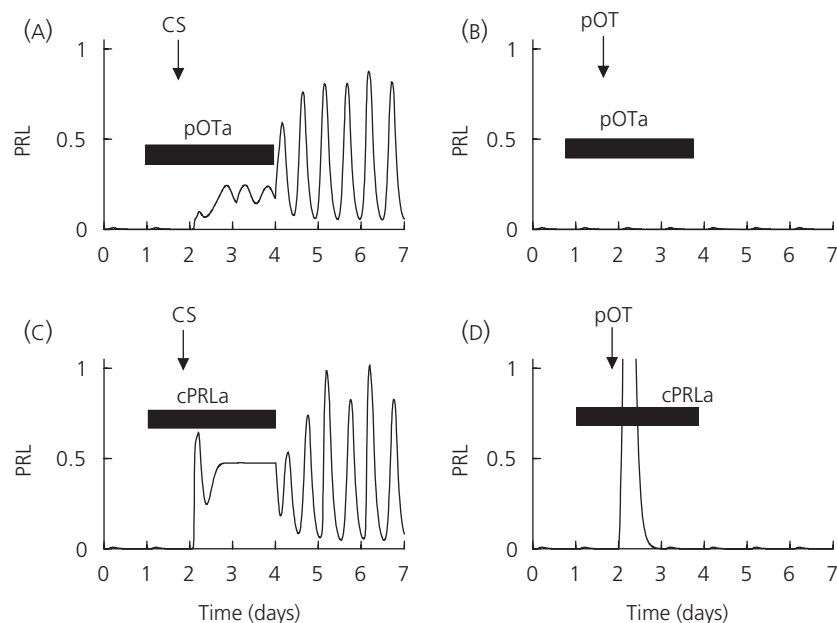 (A)
CS
1
pOTa
PRL
0.5
0
0 1 2 3 4 5 6 7
(B)
pOT
1
pOTa
PRL
0.5
0
0 1 2 3 4 5 6 7
(C)
CS
1
cPRLa
PRL
0.5
0
0 1 2 3 4 5 6 7
Time (days)
(D)
pOT
1
cPRLa
PRL
0.5
0
0 1 2 3 4 5 6 7
Time (days)